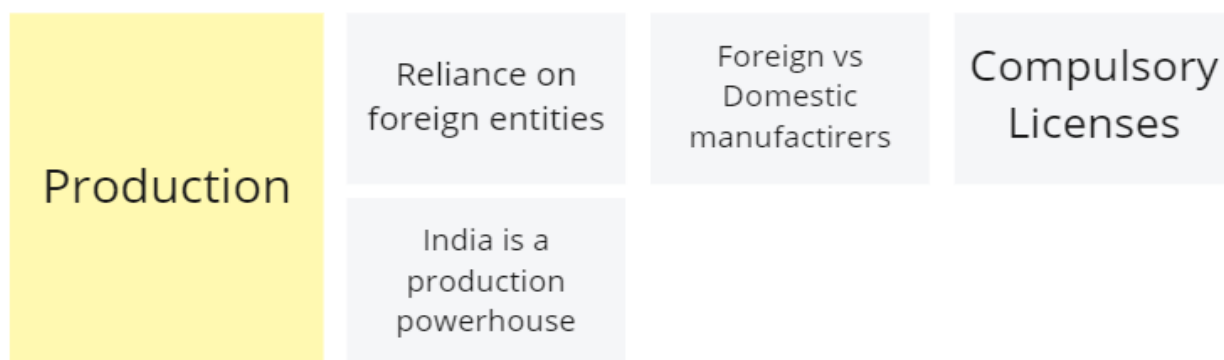 Production
Reliance on
foreign entities
Foreign vs
Domestic
manufactirers
Compulsory
Licenses
India is a
production
powerhouse